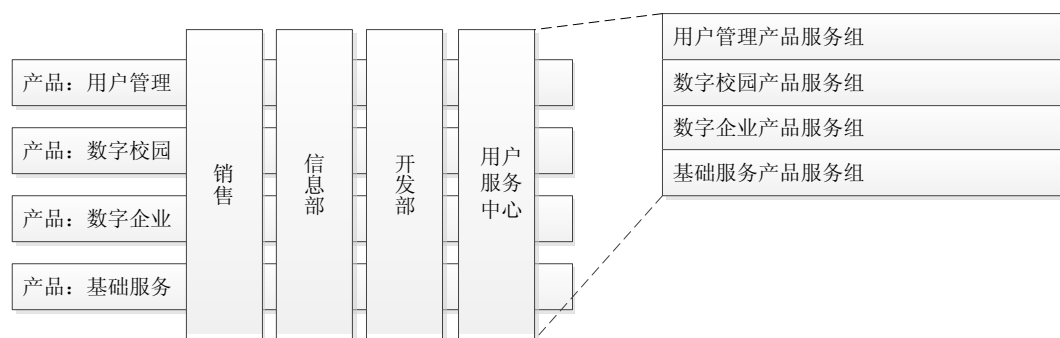 产品：用户管理
产品：数字校园
产品：数字企业
产品：基础服务
销售
信息部
开发部
用户
服务
中心
用户管理产品服务组
数字校园产品服务组
数字企业产品服务组
基础服务产品服务组